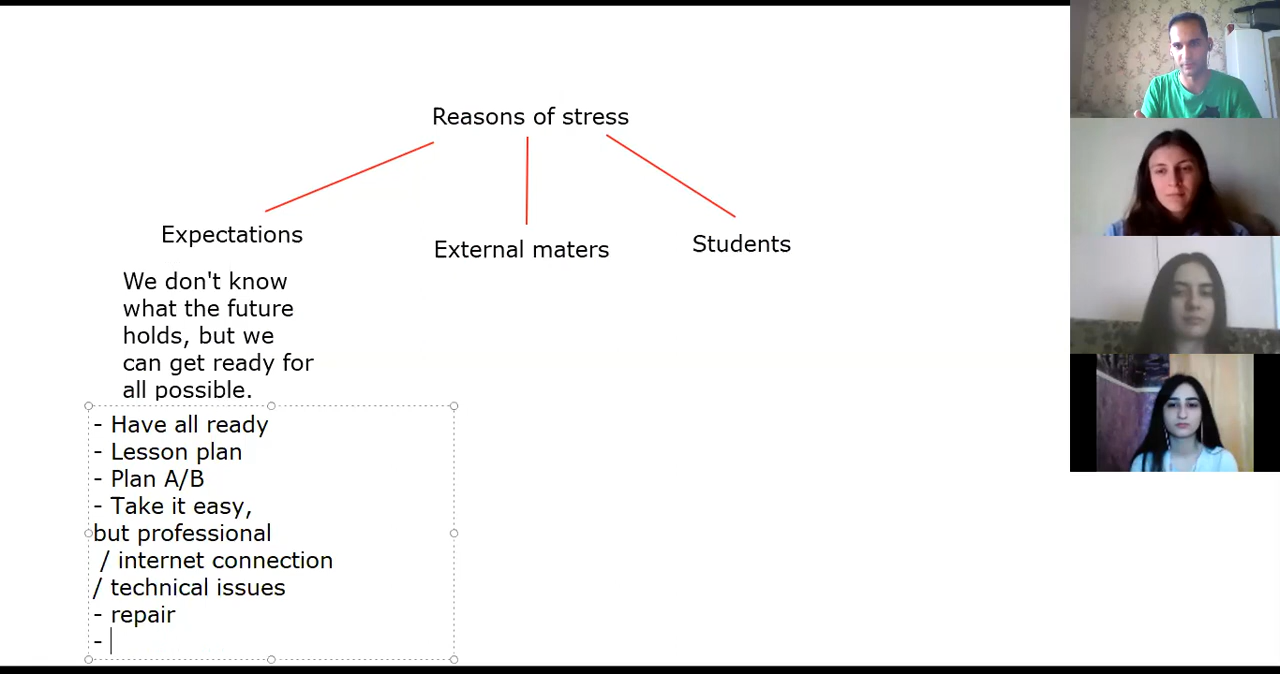 Reasons of stress
Expectations
External maters
Students
We don't know
what the future
holds, but we
can get ready for
all possible.
- Have all ready
- Lesson plan
- Plan A/B
- Take it easy,
but professional
/ internet connection
/ technical issues
- repair
-